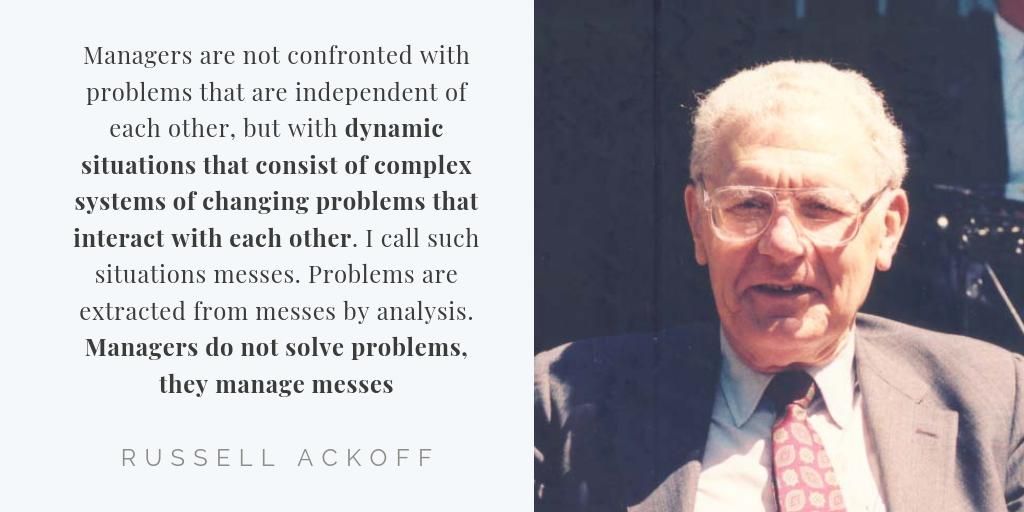 Managers are not confronted with
problems that are independent of
each other, but with dynamic
situations that consist of complex
systems of changing problems that
interact with each other. I call such
situations messes. Problems are
extracted from messes by analysis.
Managers do not solve problems,
they manage messes
RUSSELL ACKOFF